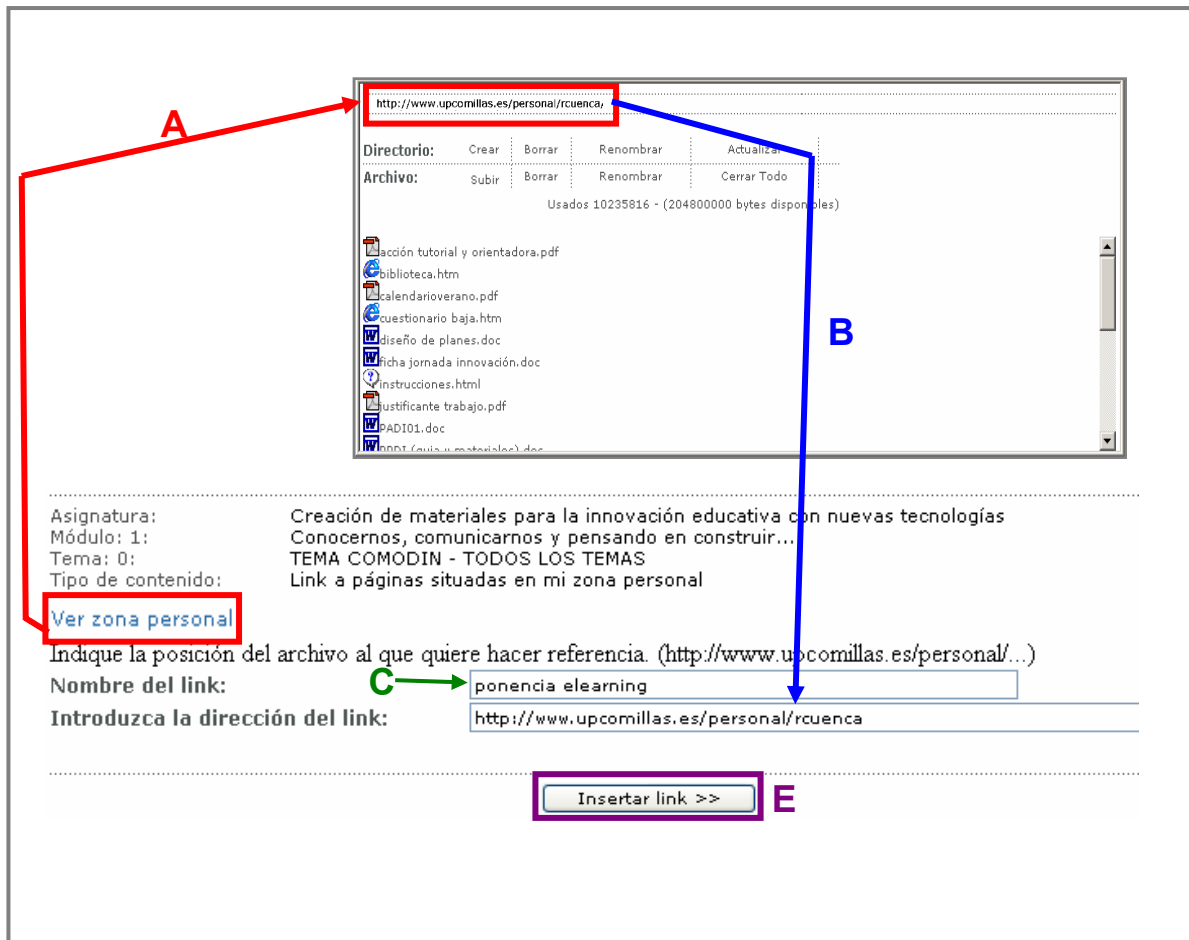 http://www.upcomillas.es/personal/rcuenca/
A
Directorio: Crear Borrar Renombrar Actualizar
Archivo: Subir Borrar Renombrar Cerrar Todo
Usados 10235816 - (204800000 bytes disponibles)
acción tutorial y orientadora.pdf
biblioteca.htm
calendarioverano.pdf
cuestionario baja.htm
diseño de planes.doc
B
ficha jornada innovación.doc
instrucciones.html
justificante trabajo.pdf
PADI01.doc
(guia y materiales).doc
Asignatura: Creación de materiales para la innovación educativa con nuevas tecnologías
Módulo: 1: Conocernos, comunicarnos y pensando en construir...
Tema: 0: TEMA COMODIN - TODOS LOS TEMAS
Tipo de contenido: Link a páginas situadas en mi zona personal
Ver zona personal
Indique la posición del archivo al que quiere hacer referencia. (http://www.upcomillas.es/personal/...)
Nombre del link: C ponencia elearning
Introduzca la dirección del link: http://www.upcomillas.es/personal/rcuenca
Insertar link >> E